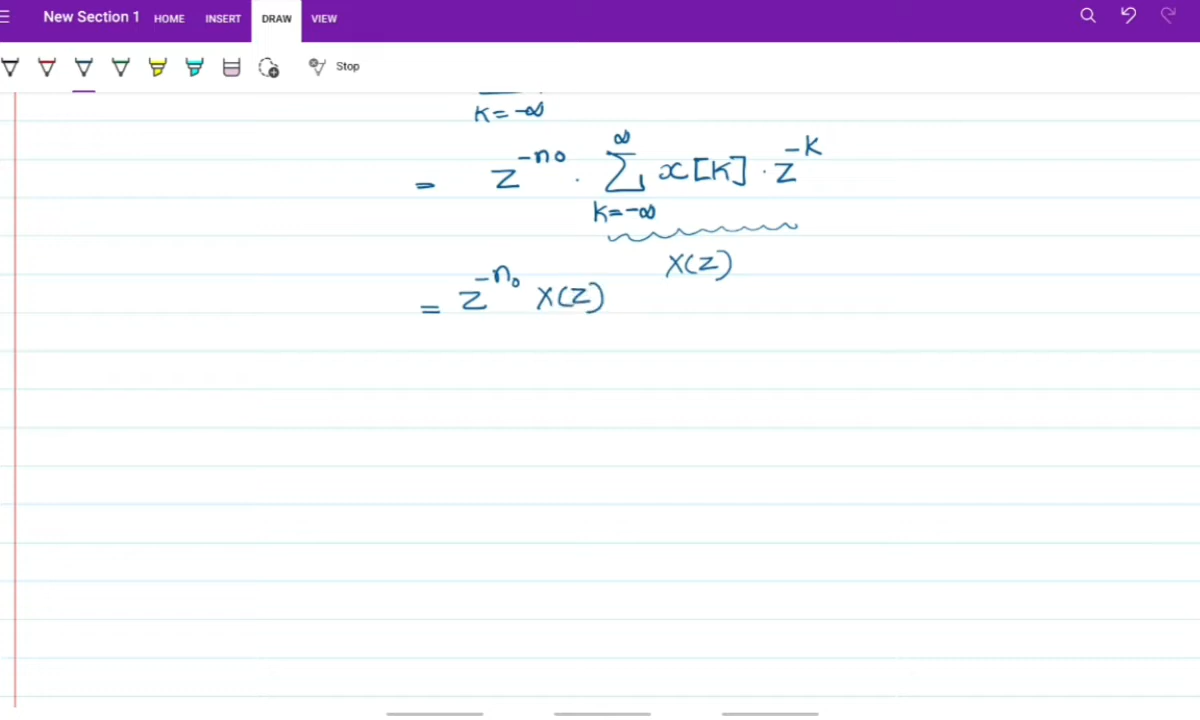 New Section 1 HOME INSERT DRAW VIEW
Stop
K = -∞
= z^{-n0} · ∞∑K=-∞ x[K] · z^{-K}
X(z)
= z^{-n₀} X(z)